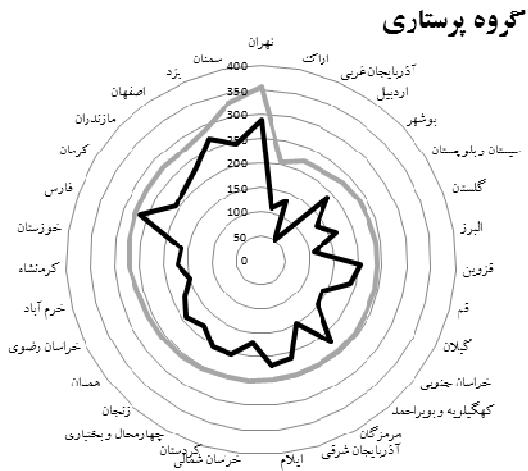 گروه پرستاری
تهران
اراک
آذربایجان غربی
اردبیل
بوشهر
سیستان و بلوچستان
گلستان
البرز
قزوین
قم
گیلان
خراسان جنوبی
کهگیلویه و بویراحمد
هرمزگان
آذربایجان شرقی
ایلام
خراسان شمالی
کردستان
چهارمحال و بختیاری
زنجان
همدان
خراسان رضوی
خرم آباد
کرمنشاه
خوزستان
فارس
کرمان
مازندران
اصفهان
یزد
سمنان
400
350
300
250
200
150
100
50
0